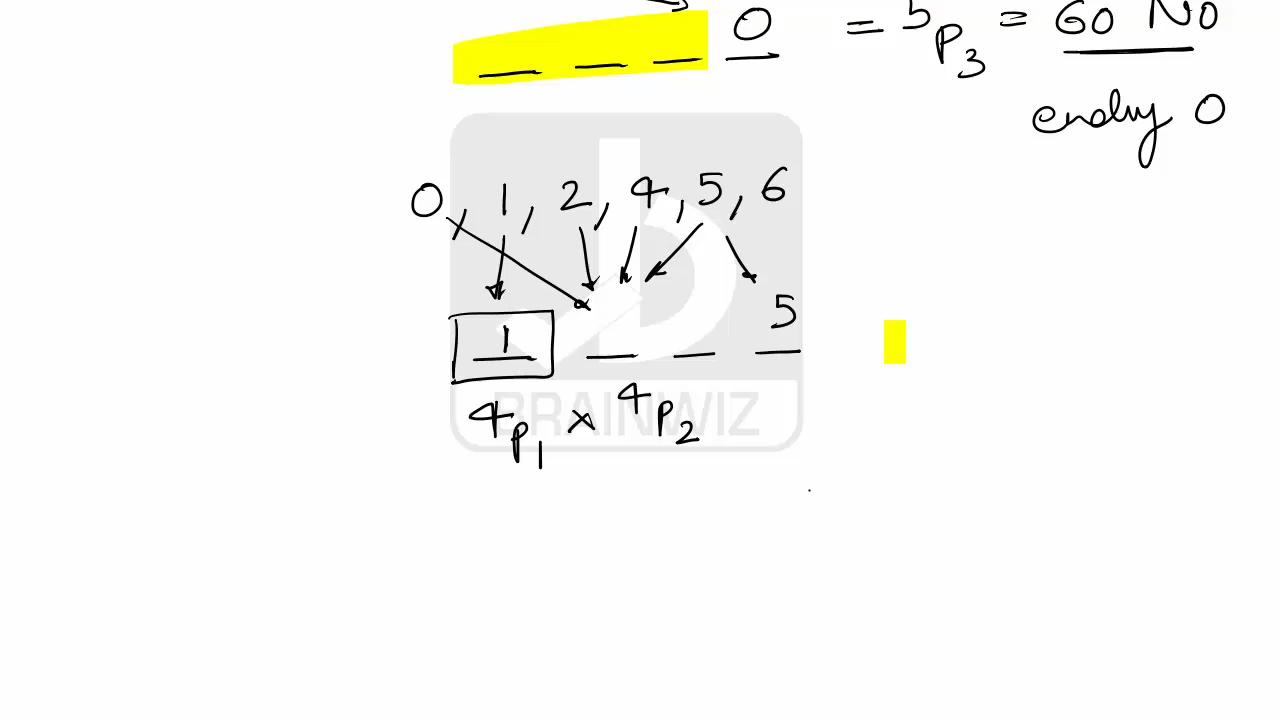 0 = 5P3 = 60 No
ending 0
0, 1, 2, 4, 5, 6
5
1
4P1 × 4P2
BRAINWIZ